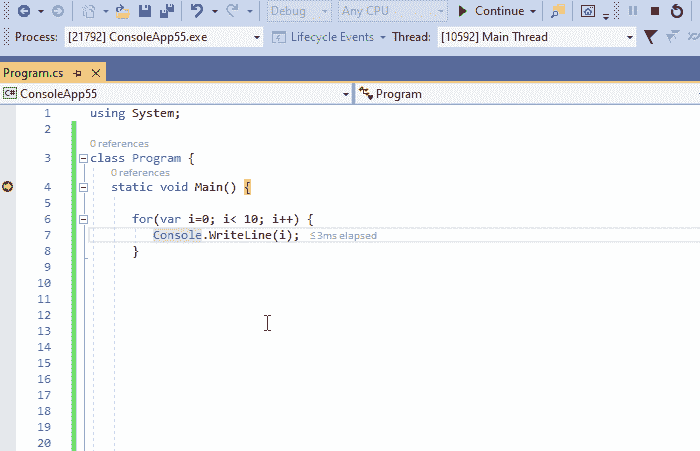 Debug Any CPU Continue
Process: [21792] ConsoleApp55.exe Lifecycle Events Thread: [10592] Main Thread
Program.cs
C# ConsoleApp55 Program
1 using System;
2
0 references
3 class Program {
0 references
4 static void Main() {
5
6 for(var i=0; i< 10; i++) {
7 Console.WriteLine(i); ≤3ms elapsed
8 }
9
10
11
12
13
14
15
16
17
18
19
20